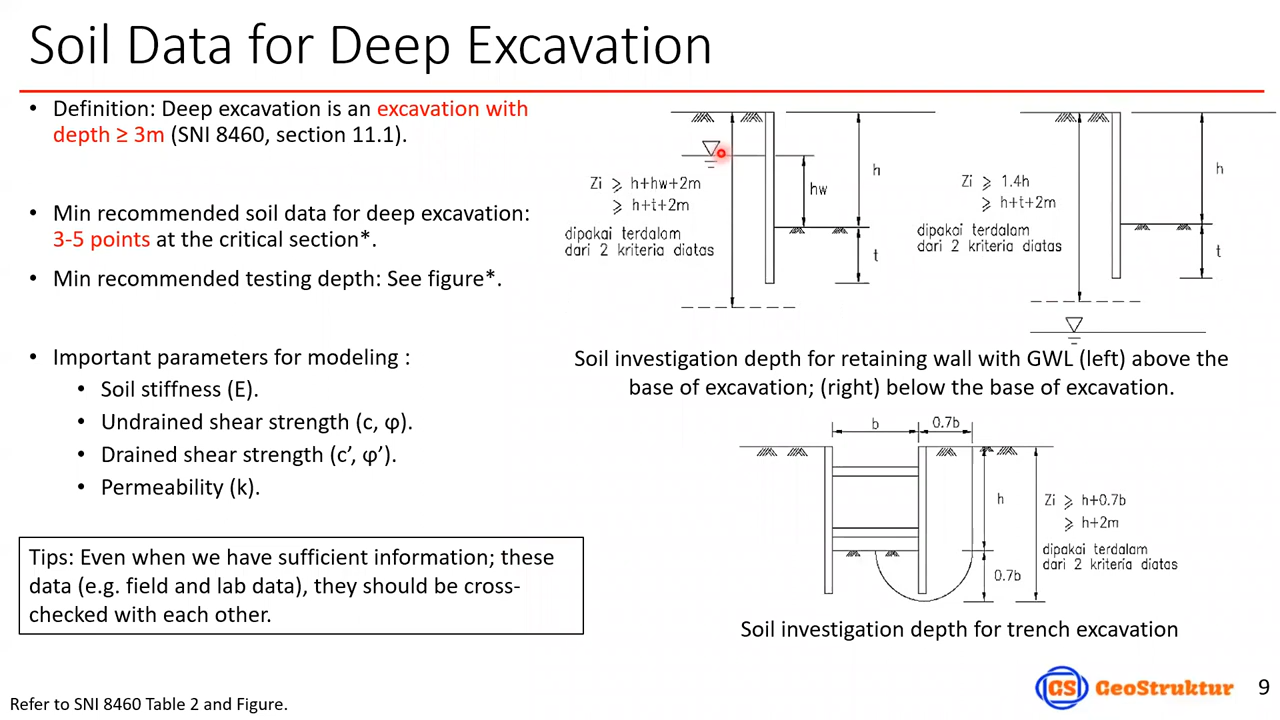 Soil Data for Deep Excavation
• Definition: Deep excavation is an excavation with
depth ≥ 3m (SNI 8460, section 11.1).
• Min recommended soil data for deep excavation:
3-5 points at the critical section*.
• Min recommended testing depth: See figure*.
• Important parameters for modeling :
• Soil stiffness (E).
• Undrained shear strength (c, φ).
• Drained shear strength (c’, φ’).
• Permeability (k).
Tips: Even when we have sufficient information; these
data (e.g. field and lab data), they should be cross-
checked with each other.
Refer to SNI 8460 Table 2 and Figure.
Zi ⩾ h+hw+2m
⩾ h+t+2m
dipakai terdalam
dari 2 kriteria diatas
hw
h
t
Zi ⩾ 1.4h
⩾ h+t+2m
dipakai terdalam
dari 2 kriteria diatas
h
t
Soil investigation depth for retaining wall with GWL (left) above the
base of excavation; (right) below the base of excavation.
b
0.7b
h
0.7b
Zi ⩾ h+0.7b
⩾ h+2m
dipakai terdalam
dari 2 kriteria diatas
Soil investigation depth for trench excavation
GS GeoStruktur
9